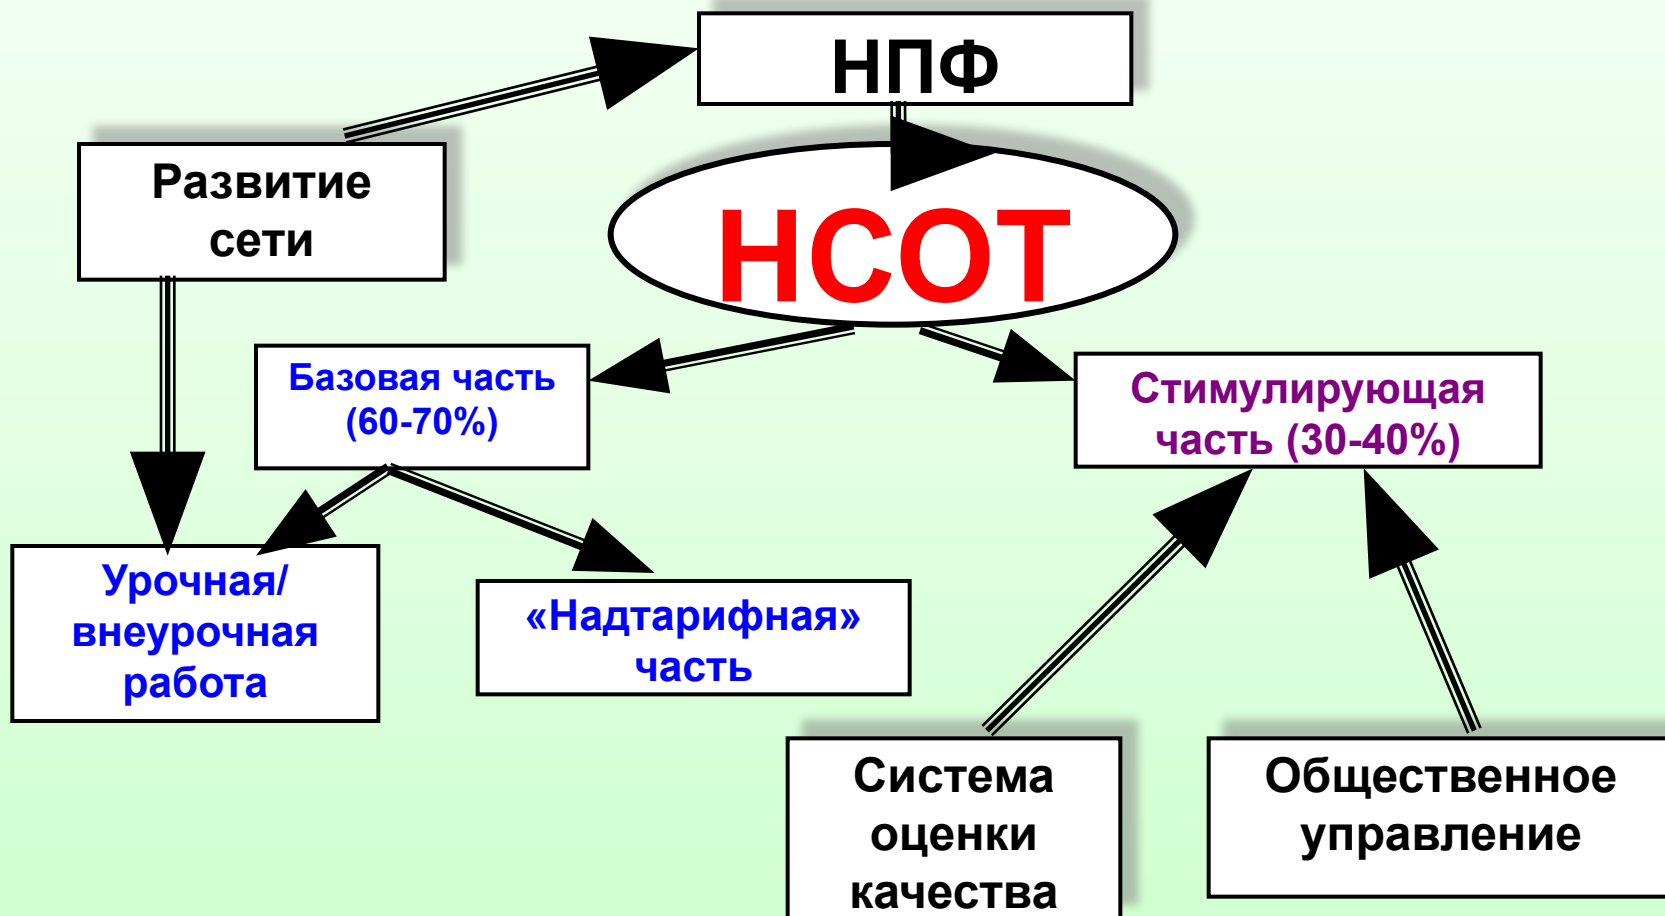 НПФ
Развитие
сети
НСОТ
Базовая часть
(60-70%)
Стимулирующая
часть (30-40%)
Урочная/
внеурочная
работа
«Надтарифная»
часть
Система
оценки
качества
Общественное
управление